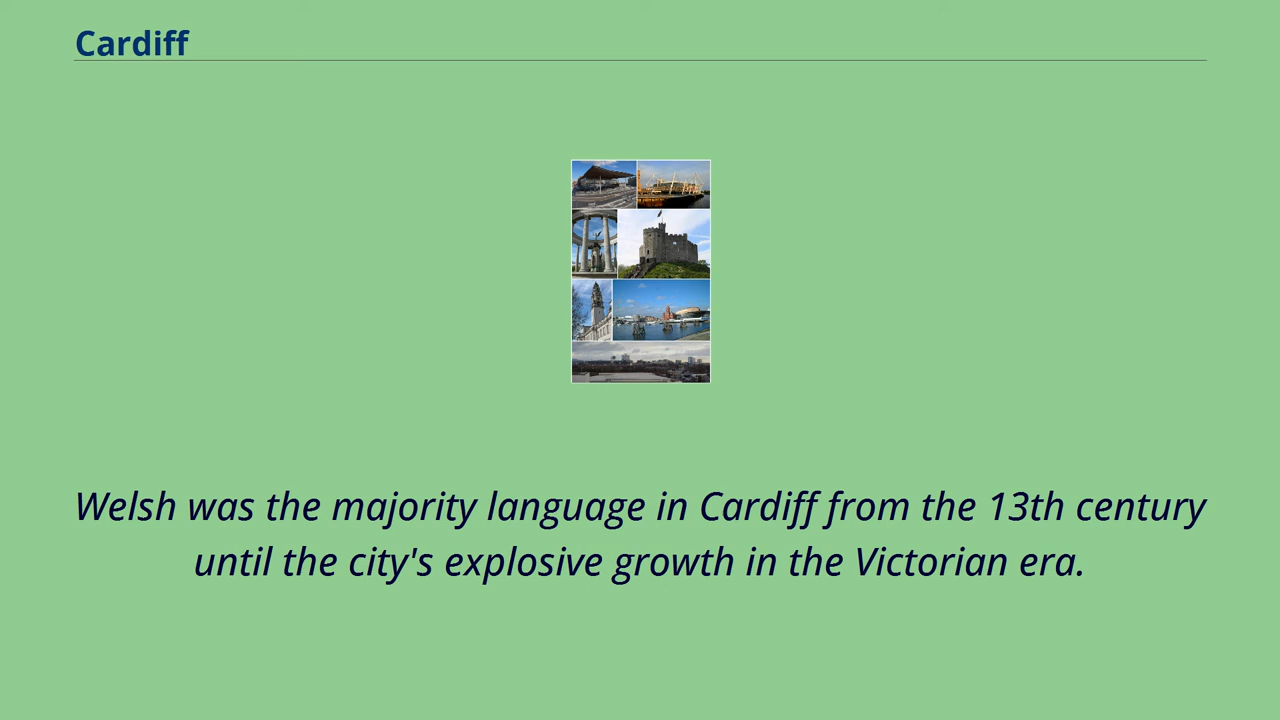 Cardiff
Welsh was the majority language in Cardiff from the 13th century
until the city's explosive growth in the Victorian era.